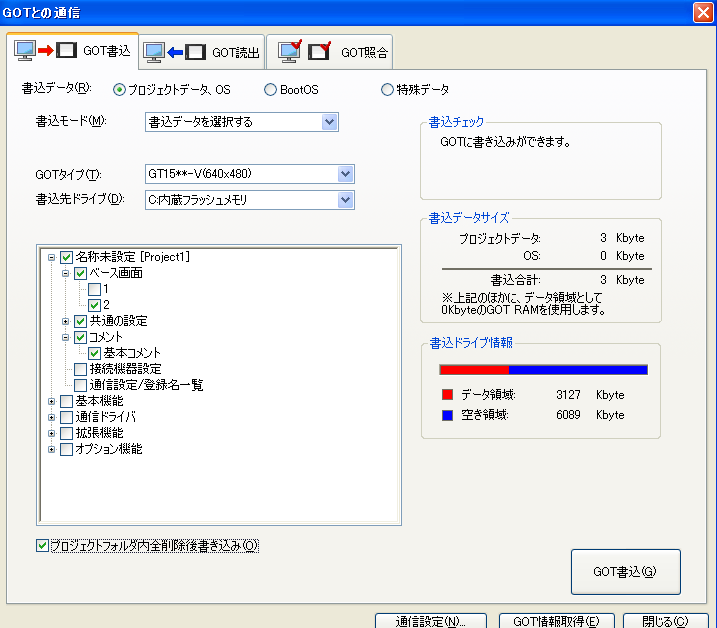 GOTとの通信
GOT書込 GOT読出 GOT照合
書込データ(R): プロジェクトデータ、OS BootOS 特殊データ
書込モード(M): 書込データを選択する
GOTタイプ(T): GT15**-V(640x480)
書込先ドライブ(D): C:内蔵フラッシュメモリ
名称未設定 [Project1]
ベース画面
1
2
共通の設定
コメント
基本コメント
接続機器設定
通信設定/登録名一覧
基本機能
通信ドライバ
拡張機能
オプション機能
プロジェクトフォルダ内全削除後書き込み(O)
書込チェック
GOTに書き込みができます。
書込データサイズ
プロジェクトデータ: 3 Kbyte
OS: 0 Kbyte
書込合計: 3 Kbyte
※上記のほかに、データ領域として
0KbyteのGOT RAMを使用します。
書込ドライブ情報
データ領域: 3127 Kbyte
空き領域: 6089 Kbyte
GOT書込(G)
通信設定(N)... GOT情報取得(E) 閉じる(C)